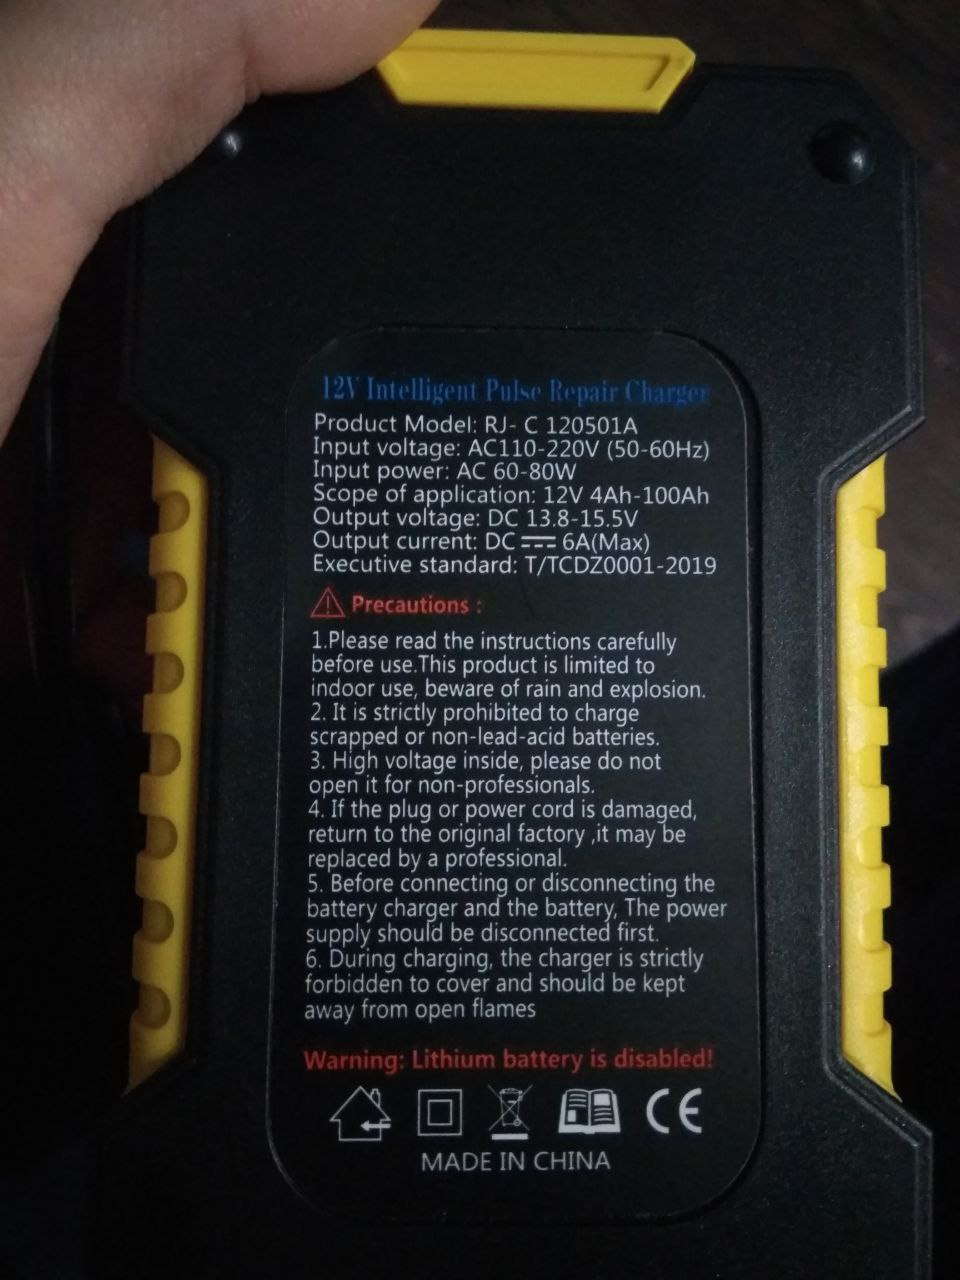 12V Intelligent Pulse Repair Charger
Product Model: RJ- C 120501A
Input voltage: AC110-220V (50-60Hz)
Input power: AC 60-80W
Scope of application: 12V 4Ah-100Ah
Output voltage: DC 13.8-15.5V
Output current: DC ⎓ 6A(Max)
Executive standard: T/TCDZ0001-2019
Precautions :
1.Please read the instructions carefully
before use.This product is limited to
indoor use, beware of rain and explosion.
2. It is strictly prohibited to charge
scrapped or non-lead-acid batteries.
3. High voltage inside, please do not
open it for non-professionals.
4. If the plug or power cord is damaged,
return to the original factory ,it may be
replaced by a professional.
5. Before connecting or disconnecting the
battery charger and the battery, The power
supply should be disconnected first.
6. During charging, the charger is strictly
forbidden to cover and should be kept
away from open flames
Warning: Lithium battery is disabled!
CE
MADE IN CHINA